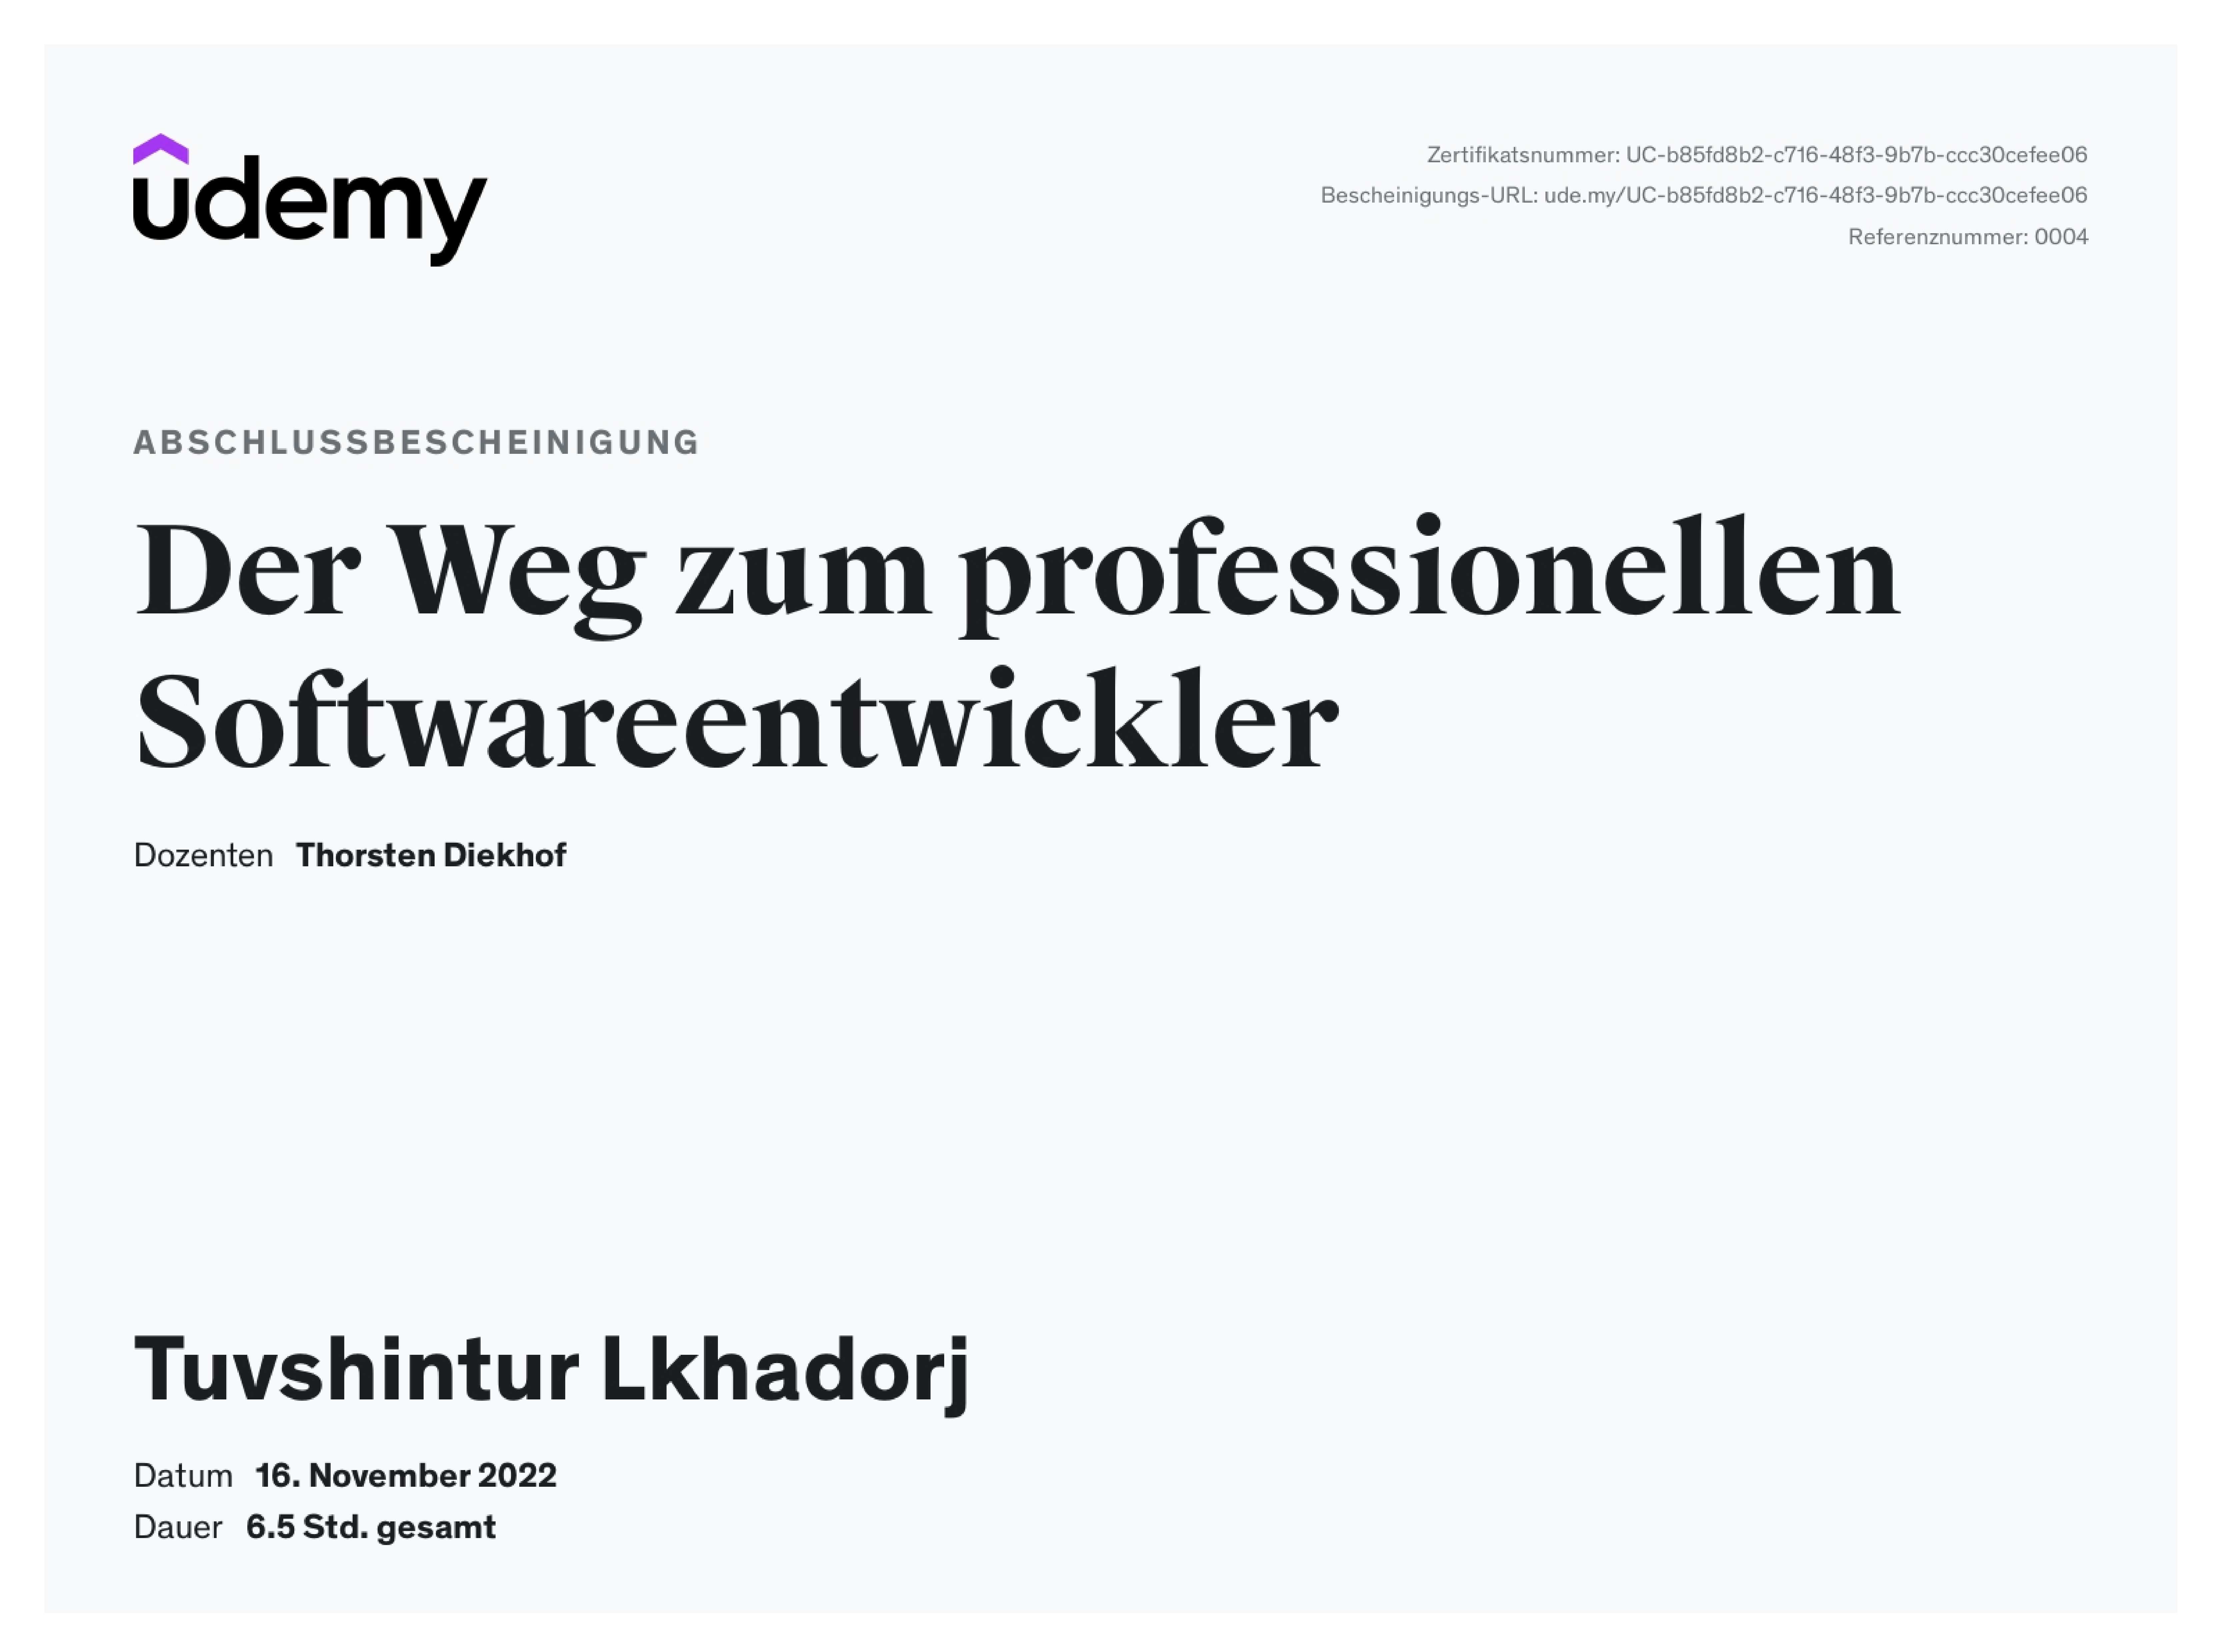 udemy
Zertifikatsnummer: UC-b85fd8b2-c716-48f3-9b7b-ccc30cefee06
Bescheinigungs-URL: ude.my/UC-b85fd8b2-c716-48f3-9b7b-ccc30cefee06
Referenznummer: 0004
ABSCHLUSSBESCHEINIGUNG
Der Weg zum professionellen
Softwareentwickler
Dozenten Thorsten Diekhof
Tuvshintur Lkhadorj
Datum 16. November 2022
Dauer 6.5 Std. gesamt